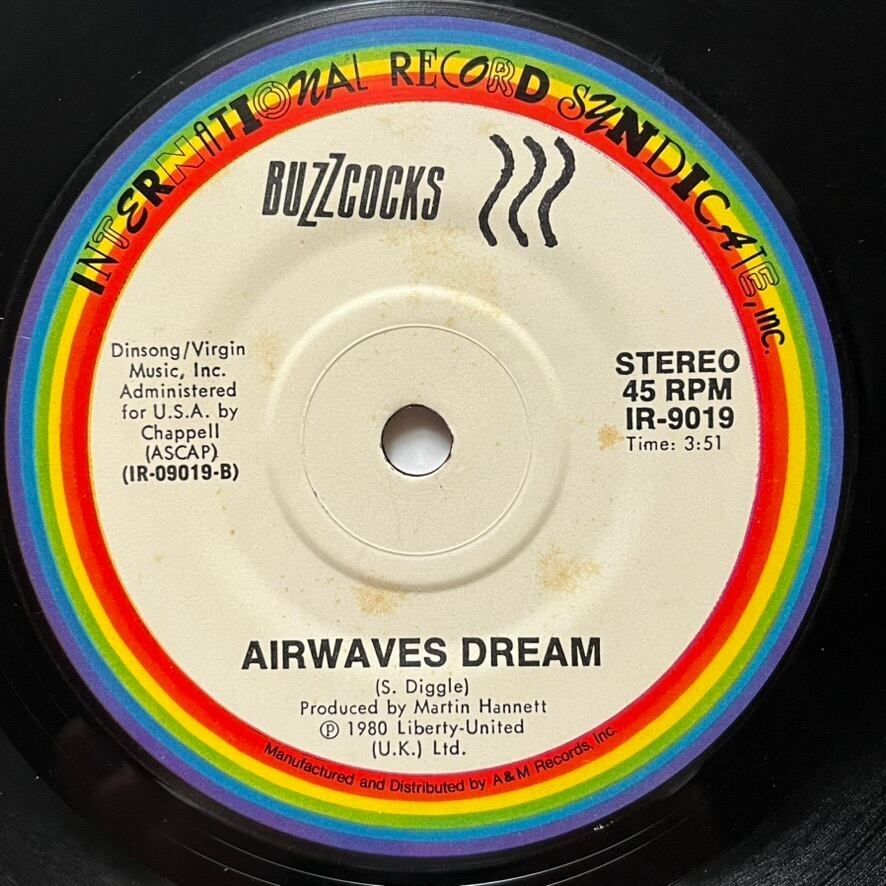 INTERNATIONAL RECORD SYNDICATE, INC.
BUZZCOCKS
Dinsong/Virgin
Music, Inc.
Administered
for U.S.A. by
Chappell
(ASCAP)
(IR-09019-B)
STEREO
45 RPM
IR-9019
Time: 3:51
AIRWAVES DREAM
(S. Diggle)
Produced by Martin Hannett
℗ 1980 Liberty-United
(U.K.) Ltd.
Manufactured and Distributed by A&M Records, Inc.